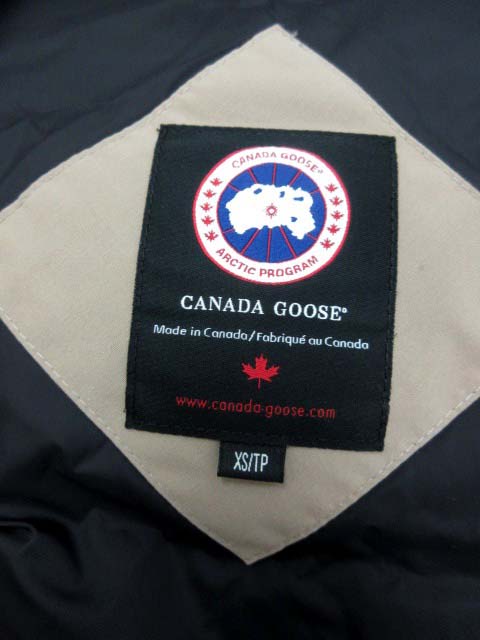 CANADA GOOSE®
ARCTIC PROGRAM
CANADA GOOSE®
Made in Canada/Fabriqué au Canada
www.canada-goose.com
XS/TP